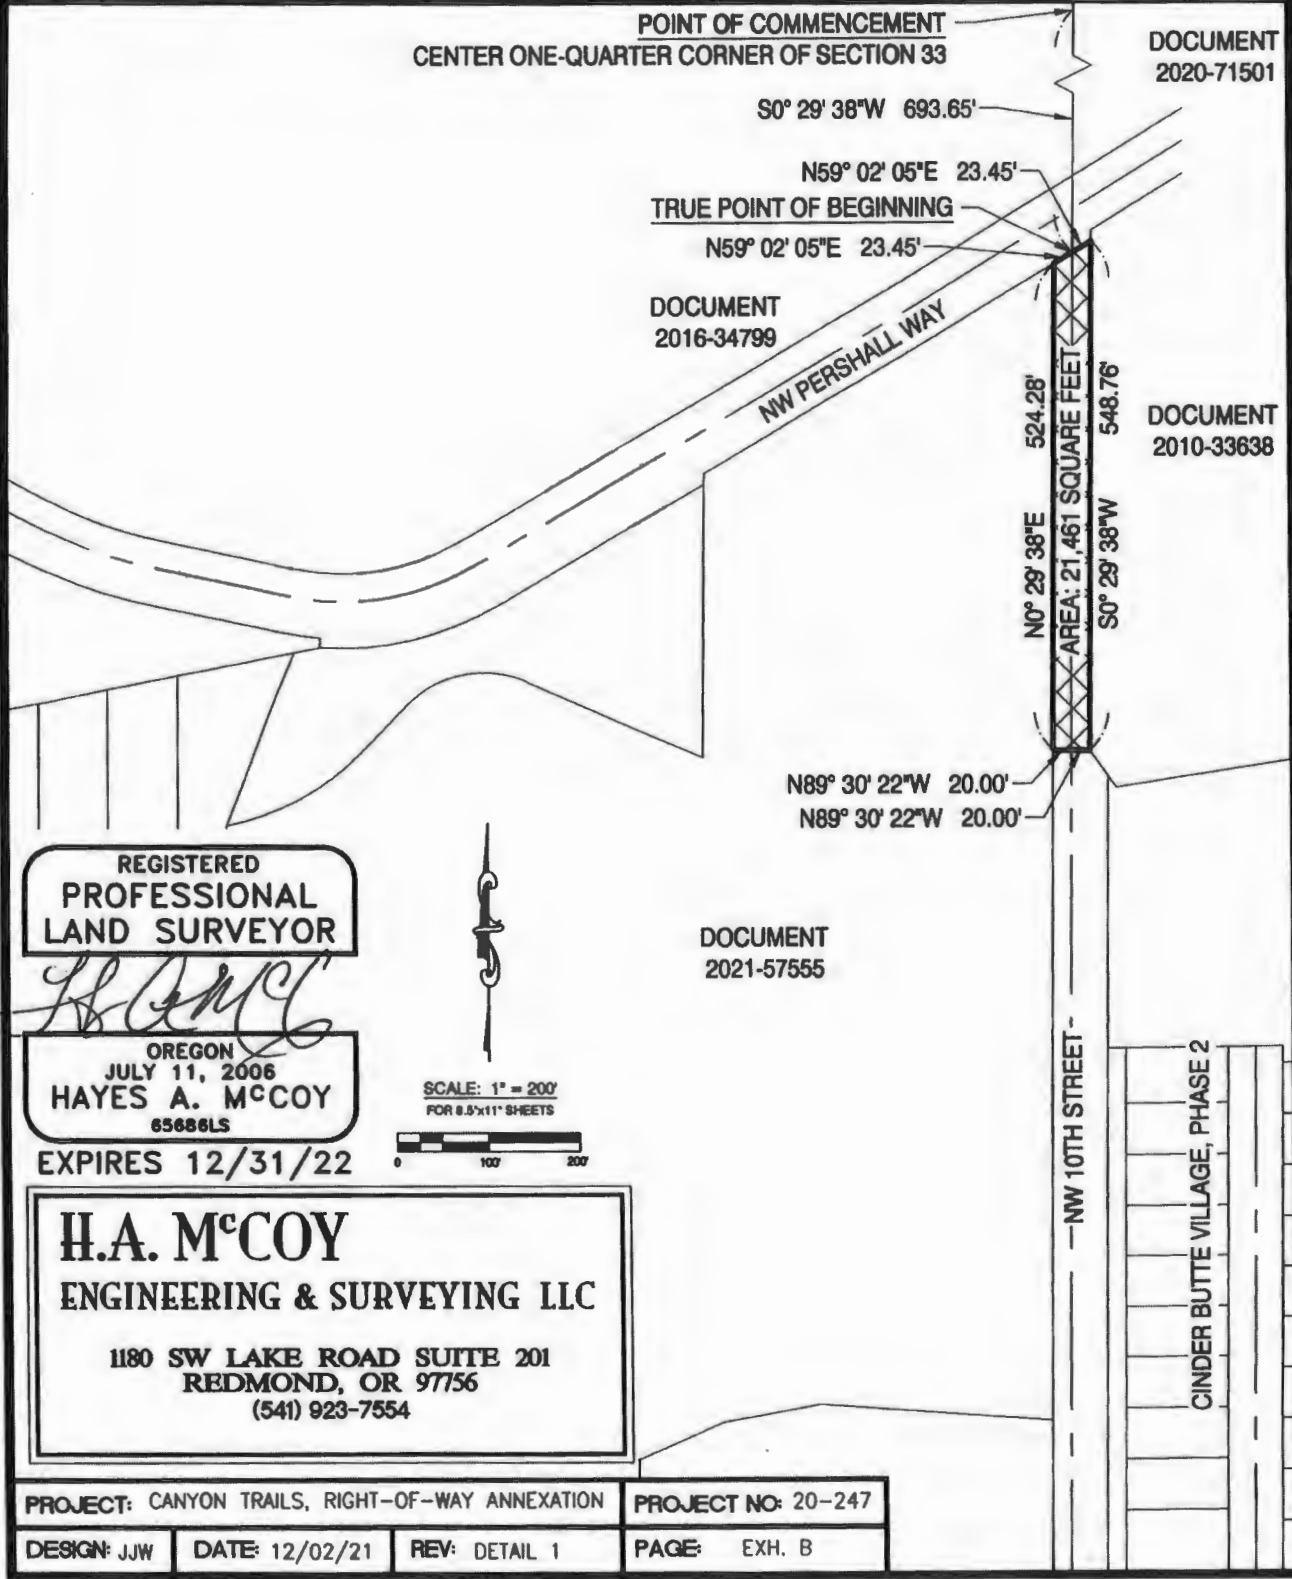 POINT OF COMMENCEMENT
CENTER ONE-QUARTER CORNER OF SECTION 33
DOCUMENT
2020-71501
S0° 29' 38"W 693.65'
N59° 02' 05"E 23.45'
TRUE POINT OF BEGINNING
N59° 02' 05"E 23.45'
DOCUMENT
2016-34799
NW PERSHALL WAY
N0° 29' 38"E 524.28'
AREA: 21,461 SQUARE FEET
S0° 29' 38"W 548.76'
DOCUMENT
2010-33638
N89° 30' 22"W 20.00'
N89° 30' 22"W 20.00'
REGISTERED
PROFESSIONAL
LAND SURVEYOR
OREGON
JULY 11, 2006
HAYES A. McCOY
65686LS
EXPIRES 12/31/22
SCALE: 1" = 200'
FOR 8.5"x11" SHEETS
0 100' 200'
DOCUMENT
2021-57555
NW 10TH STREET
CINDER BUTTE VILLAGE, PHASE 2
H.A. McCOY
ENGINEERING & SURVEYING LLC
1180 SW LAKE ROAD SUITE 201
REDMOND, OR 97756
(541) 923-7554
PROJECT: CANYON TRAILS, RIGHT-OF-WAY ANNEXATION
PROJECT NO: 20-247
DESIGN: JJW
DATE: 12/02/21
REV: DETAIL 1
PAGE: EXH. B